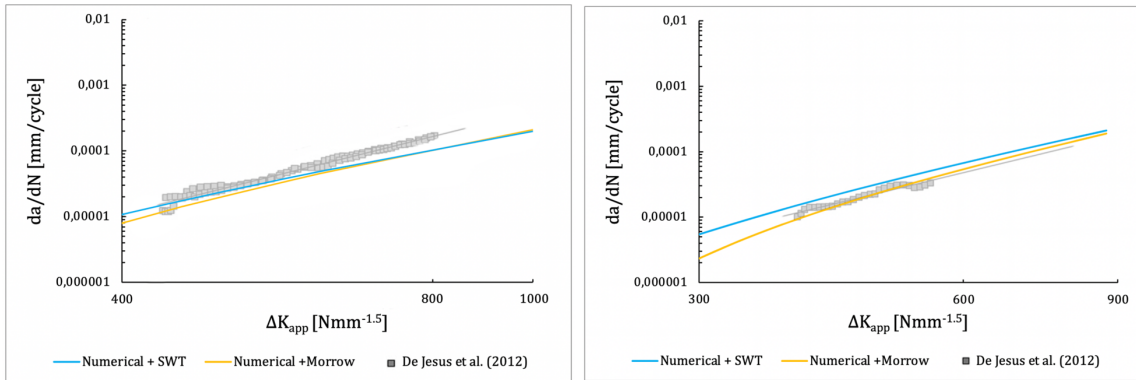 0,01
0,001
0,0001
0,00001
0,000001
da/dN [mm/cycle]
400
800
1000
ΔKapp [Nmm-1.5]
Numerical + SWT
Numerical +Morrow
De Jesus et al. (2012)
0,01
0,001
0,0001
0,00001
0,000001
da/dN [mm/cycle]
300
600
900
ΔKapp [Nmm-1.5]
Numerical + SWT
Numerical +Morrow
De Jesus et al. (2012)